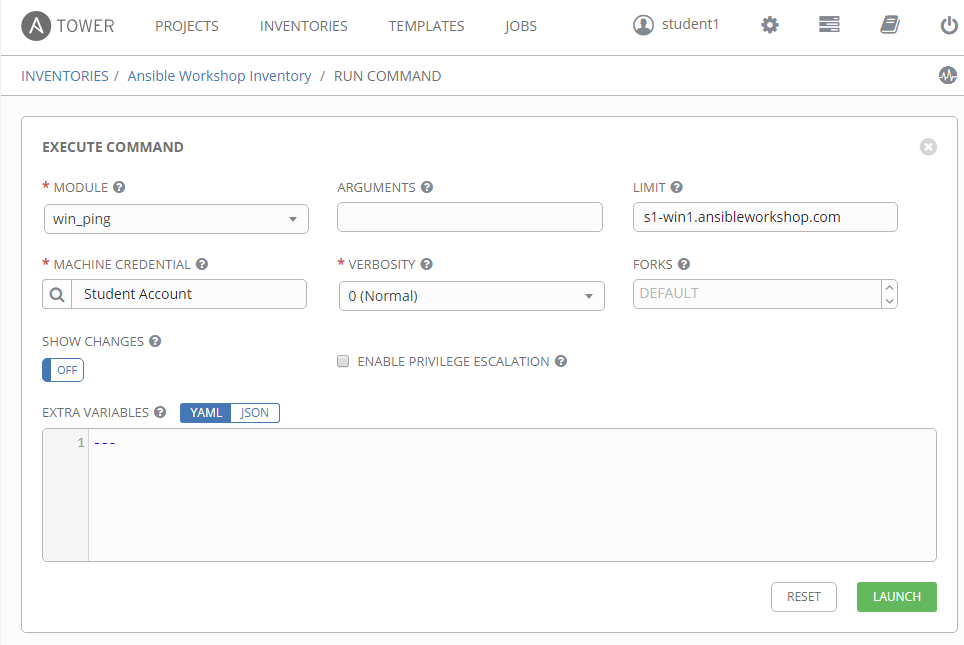 A TOWER PROJECTS INVENTORIES TEMPLATES JOBS student1
INVENTORIES / Ansible Workshop Inventory / RUN COMMAND
EXECUTE COMMAND
* MODULE ? ARGUMENTS ? LIMIT ?
win_ping s1-win1.ansibleworkshop.com
* MACHINE CREDENTIAL ? * VERBOSITY ? FORKS ?
Student Account 0 (Normal) DEFAULT
SHOW CHANGES ?
OFF ENABLE PRIVILEGE ESCALATION ?
EXTRA VARIABLES ? YAML JSON
1 ---
RESET LAUNCH